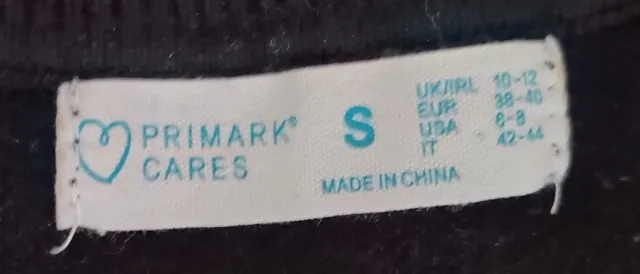 PRIMARK®
CARES
S
UK/IRL 10-12
EUR 38-40
USA 6-8
IT 42-44
MADE IN CHINA